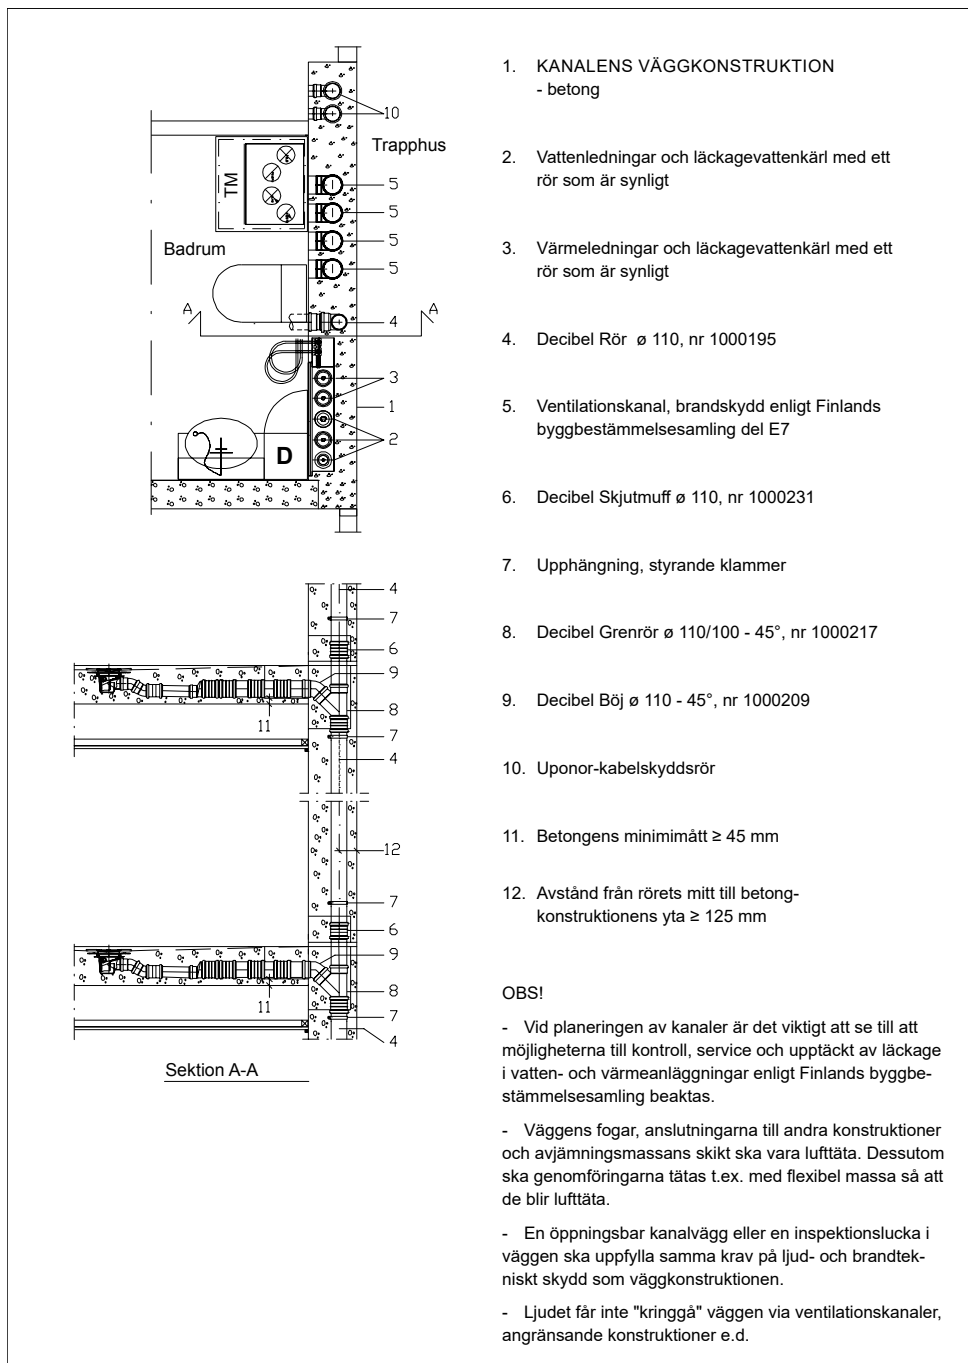 10
Trapphus
TM
5
5
Badrum
5
5
A
A
4
3
1
2
D
4
7
6
9
8
11
7
4
12
7
6
9
8
11
7
4
Sektion A-A
1. KANALENS VÄGGKONSTRUKTION
- betong
2. Vattenledningar och läckagevattenkärl med ett
rör som är synligt
3. Värmeledningar och läckagevattenkärl med ett
rör som är synligt
4. Decibel Rör ø 110, nr 1000195
5. Ventilationskanal, brandskydd enligt Finlands
byggbestämmelsesamling del E7
6. Decibel Skjutmuff ø 110, nr 1000231
7. Upphängning, styrande klammer
8. Decibel Grenrör ø 110/100 - 45°, nr 1000217
9. Decibel Böj ø 110 - 45°, nr 1000209
10. Uponor-kabelskyddsrör
11. Betongens minimimått ≥ 45 mm
12. Avstånd från rörets mitt till betong-
konstruktionens yta ≥ 125 mm
OBS!
- Vid planeringen av kanaler är det viktigt att se till att
möjligheterna till kontroll, service och upptäckt av läckage
i vatten- och värmeanläggningar enligt Finlands byggbe-
stämmelsesamling beaktas.
- Väggens fogar, anslutningarna till andra konstruktioner
och avjämningsmassans skikt ska vara lufttäta. Dessutom
ska genomföringarna tätas t.ex. med flexibel massa så att
de blir lufttäta.
- En öppningsbar kanalvägg eller en inspektionslucka i
väggen ska uppfylla samma krav på ljud- och brandtek-
niskt skydd som väggkonstruktionen.
- Ljudet får inte "kringgå" väggen via ventilationskanaler,
angränsande konstruktioner e.d.